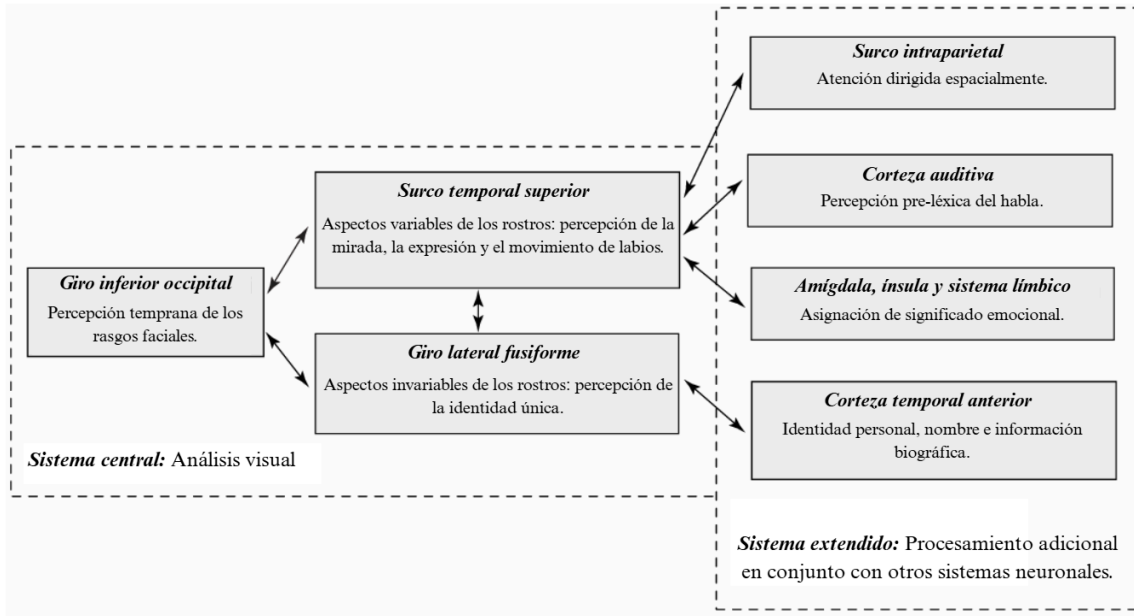 Surco intraparietal
Atención dirigida espacialmente.
Corteza auditiva
Percepción pre-léxica del habla.
Surco temporal superior
Aspectos variables de los rostros: percepción de la
mirada, la expresión y el movimiento de labios.
Giro inferior occipital
Percepción temprana de los
rasgos faciales.
Amígdala, ínsula y sistema límbico
Asignación de significado emocional.
Giro lateral fusiforme
Aspectos invariables de los rostros: percepción de
la identidad única.
Corteza temporal anterior
Identidad personal, nombre e información
biográfica.
Sistema central: Análisis visual
Sistema extendido: Procesamiento adicional
en conjunto con otros sistemas neuronales.